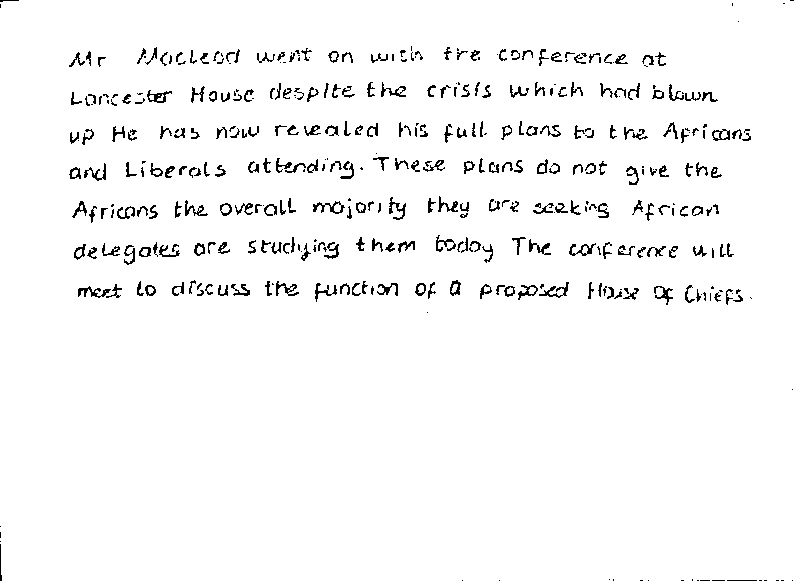 Mr Macleod went on with the conference at
Lancester House despite the crisis which had blown
up He has now revealed his full plans to the Africans
and Liberals attending. These plans do not give the
Africans the overall majority they are seeking African
delegates are studying them today The conference will
meet to discuss the function of a proposed House Of Chiefs.